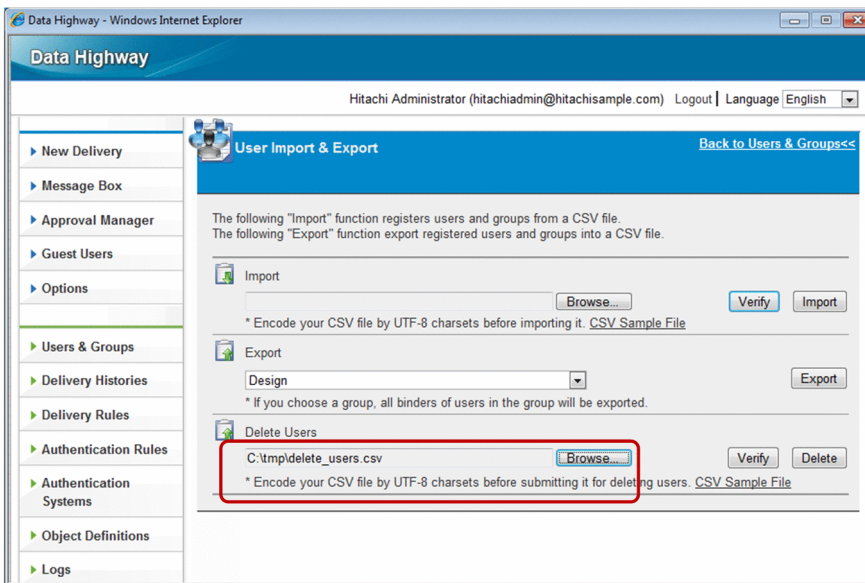 Data Highway - Windows Internet Explorer
Data Highway
Hitachi Administrator (hitachiadmin@hitachisample.com) Logout Language English
New Delivery
Message Box
Approval Manager
Guest Users
Options
Users & Groups
Delivery Histories
Delivery Rules
Authentication Rules
Authentication
Systems
Object Definitions
Logs
User Import & Export Back to Users & Groups<<
The following "Import" function registers users and groups from a CSV file.
The following "Export" function export registered users and groups into a CSV file.
Import
Browse... Verify Import
* Encode your CSV file by UTF-8 charsets before importing it. CSV Sample File
Export
Design Export
* If you choose a group, all binders of users in the group will be exported.
Delete Users
C:\tmp\delete_users.csv Browse... Verify Delete
* Encode your CSV file by UTF-8 charsets before submitting it for deleting users. CSV Sample File